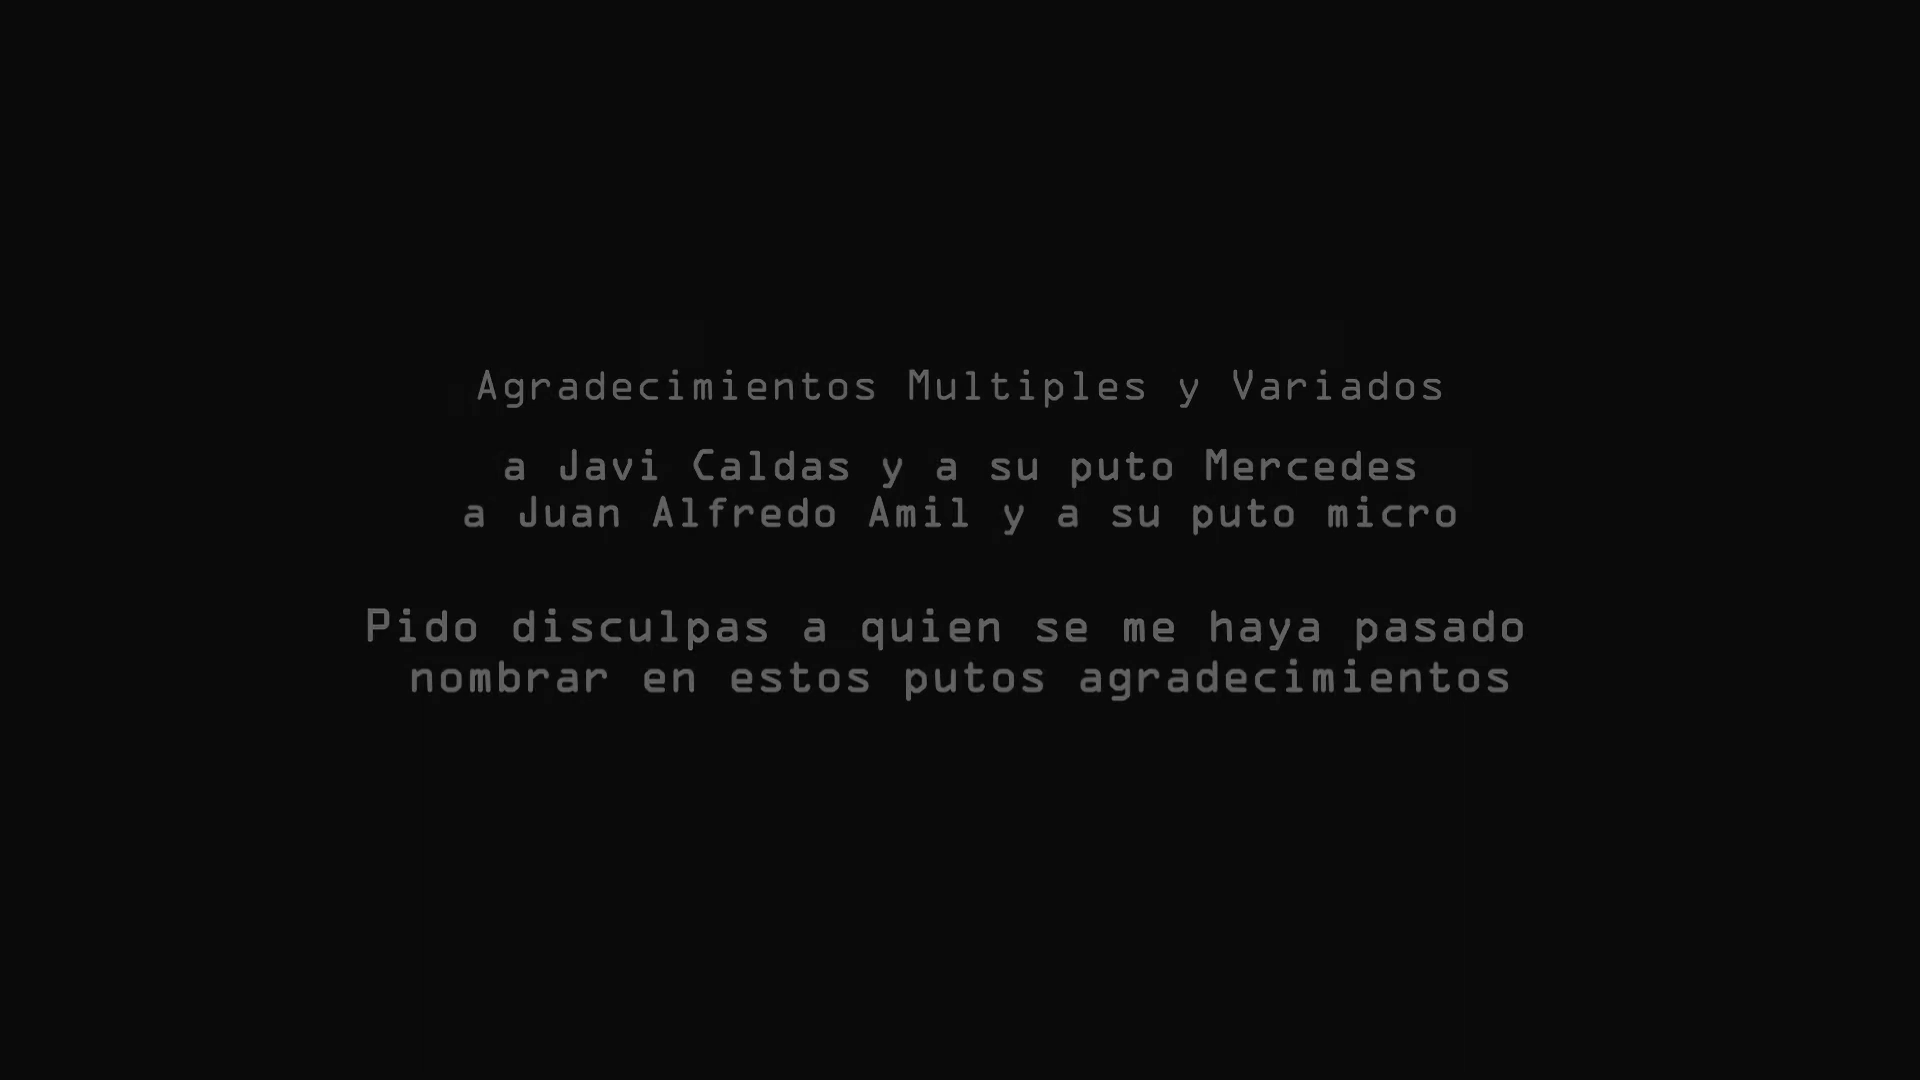 Agradecimientos Multiples y Variados
a Javi Caldas y a su puto Mercedes
a Juan Alfredo Amil y a su puto micro
Pido disculpas a quien se me haya pasado
nombrar en estos putos agradecimientos